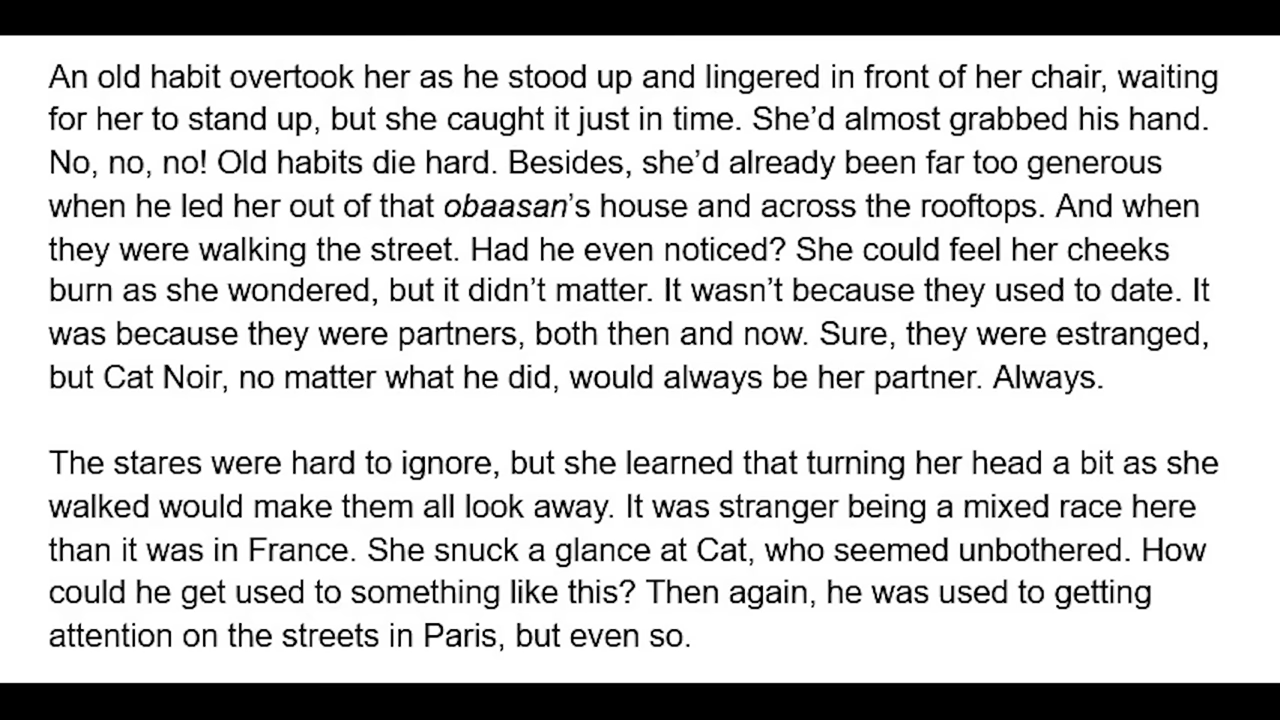 An old habit overtook her as he stood up and lingered in front of her chair, waiting
for her to stand up, but she caught it just in time. She’d almost grabbed his hand.
No, no, no! Old habits die hard. Besides, she’d already been far too generous
when he led her out of that obaasan’s house and across the rooftops. And when
they were walking the street. Had he even noticed? She could feel her cheeks
burn as she wondered, but it didn’t matter. It wasn’t because they used to date. It
was because they were partners, both then and now. Sure, they were estranged,
but Cat Noir, no matter what he did, would always be her partner. Always.
The stares were hard to ignore, but she learned that turning her head a bit as she
walked would make them all look away. It was stranger being a mixed race here
than it was in France. She snuck a glance at Cat, who seemed unbothered. How
could he get used to something like this? Then again, he was used to getting
attention on the streets in Paris, but even so.